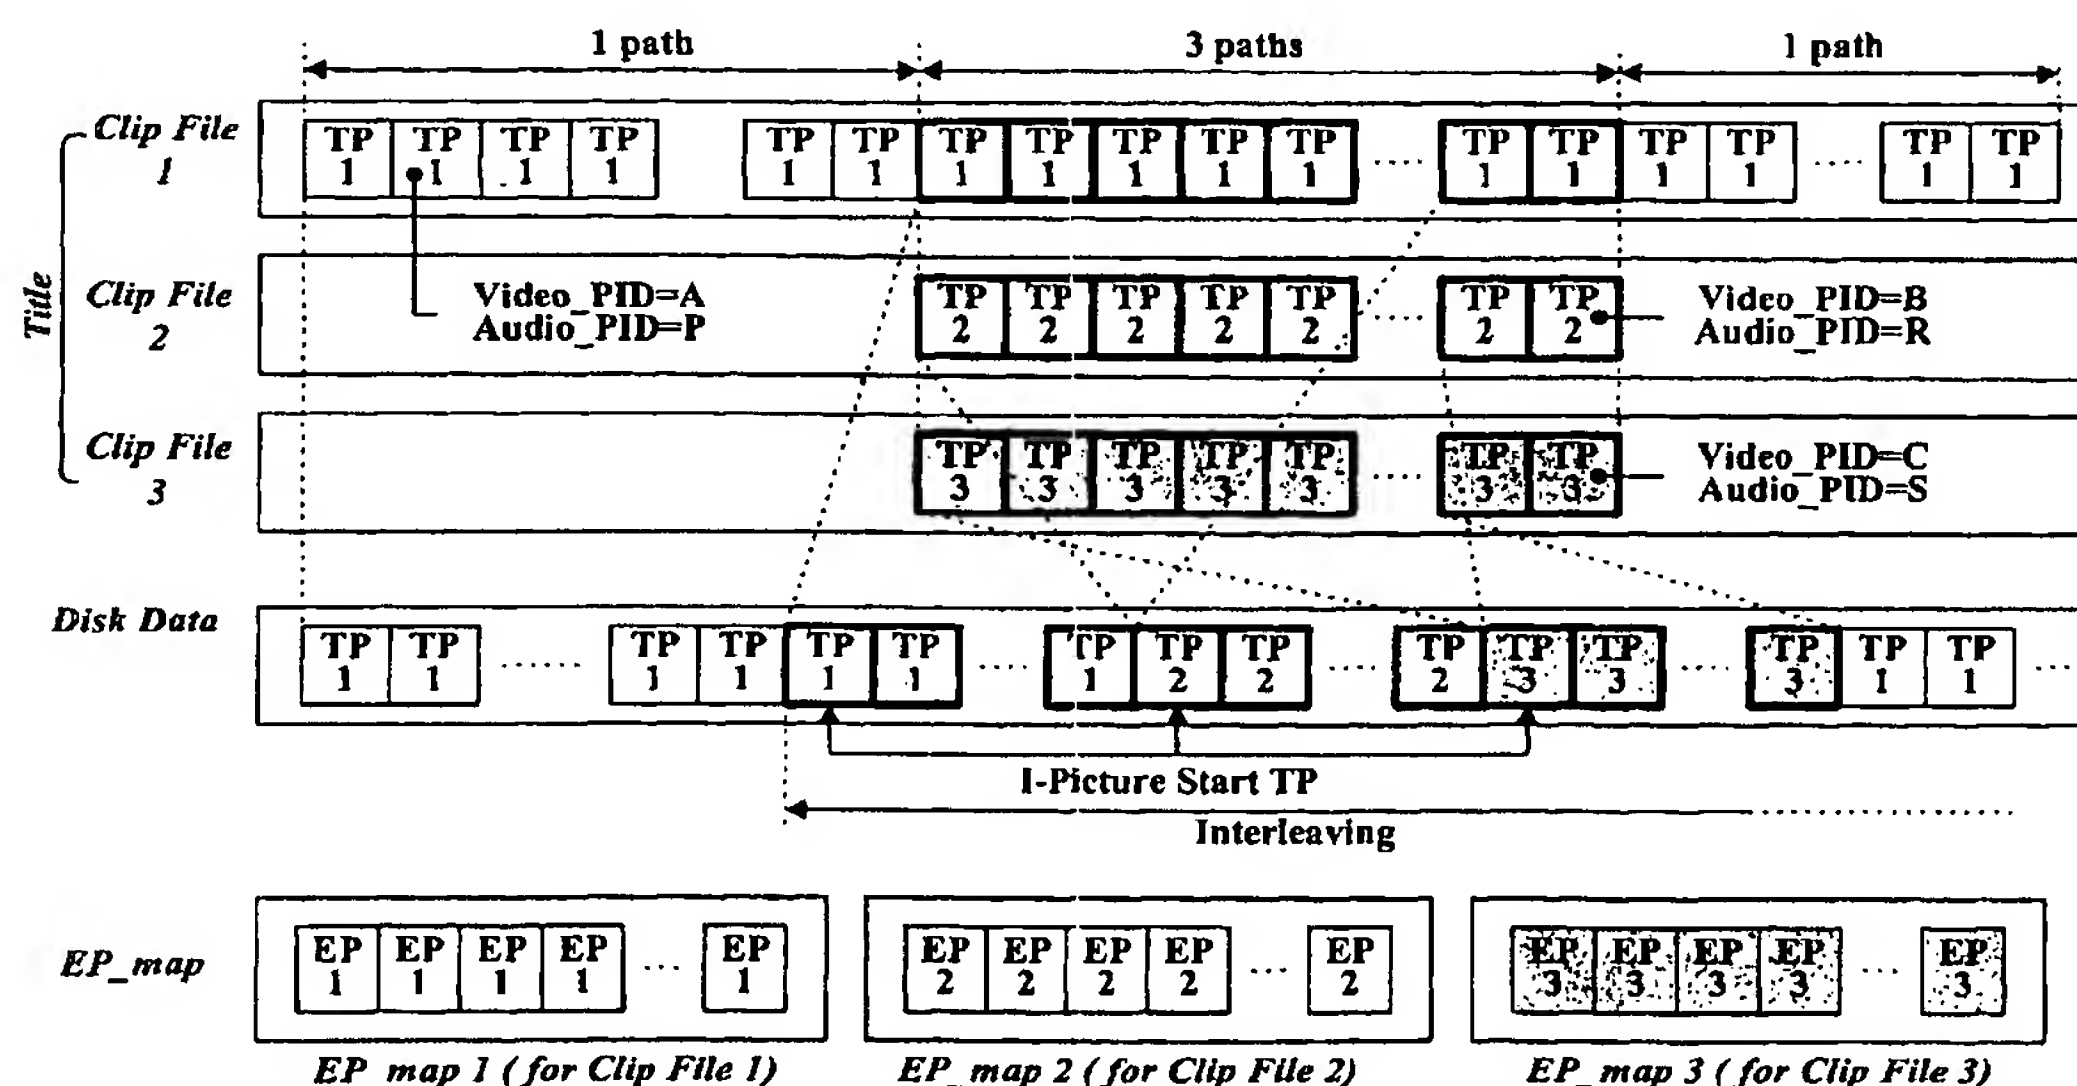 1 path 3 paths 1 path
Clip File
1
TP TP TP TP TP TP TP TP TP TP TP ..... TP TP TP TP ..... TP TP
1 1 1 1 1 1 1 1 1 1 1 1 1 1 1 1 1
Title
Clip File
2
Video_PID=A
Audio_PID=P
TP TP TP TP TP ..... TP TP
2 2 2 2 2 2 2
Video_PID=B
Audio_PID=R
Clip File
3
TP TP TP TP TP ..... TP TP
3 3 3 3 3 3 3
Video_PID=C
Audio_PID=S
Disk Data
TP TP ...... TP TP TP TP ..... TP TP TP ..... TP TP TP ..... TP TP TP ....
1 1 1 1 1 1 1 2 2 2 3 3 3 1 1
I-Picture Start TP
Interleaving
EP_map
EP EP EP EP ... EP
1 1 1 1 1
EP EP EP EP ... EP
2 2 2 2 2
EP EP EP EP ... EP
3 3 3 3 3
EP_map 1 (for Clip File 1) EP_map 2 (for Clip File 2) EP_map 3 (for Clip File 3)